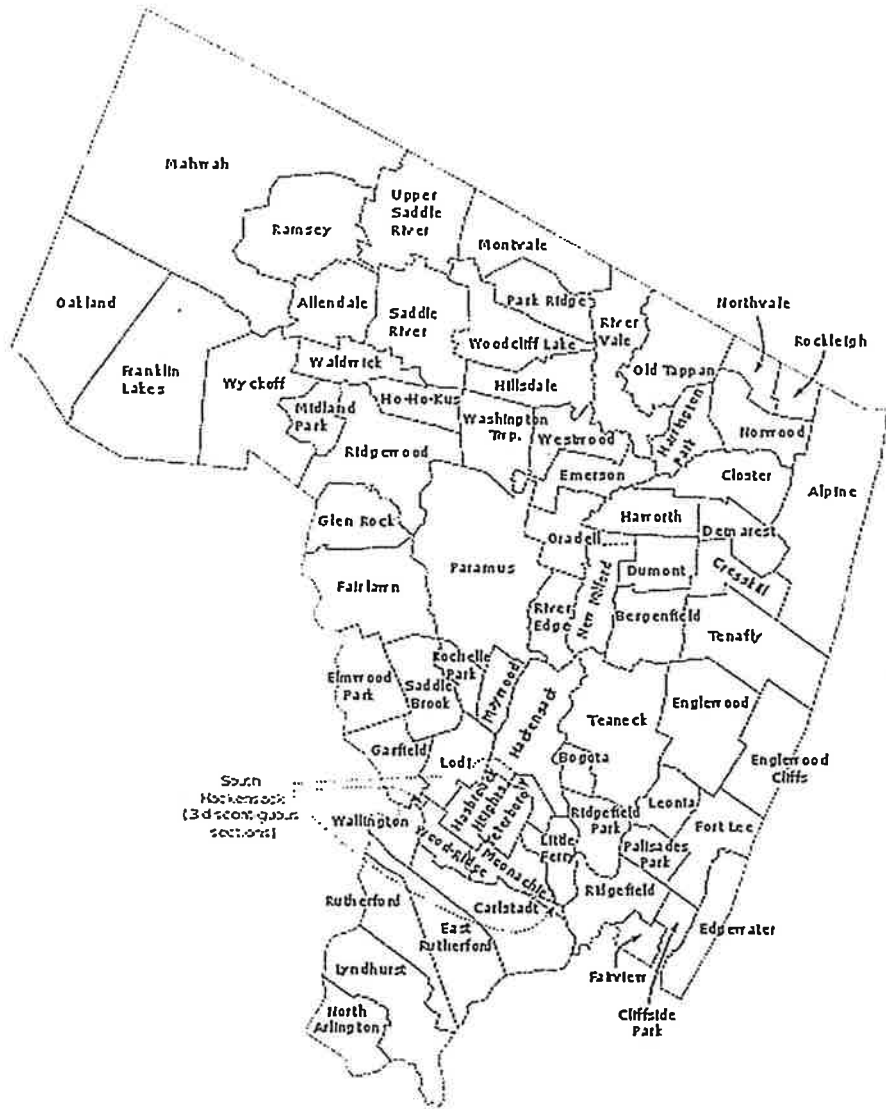 Mahwah
Upper
Saddle
River
Ramsey
Montvale
Oakland
Allendale
Saddle
River
Park Ridge
River
Vale
Northvale
Rockleigh
Franklin
Lakes
Wyckoff
Waldwick
Woodcliff Lake
Old Tappan
Hillsdale
Ho-Ho-Kus
Midland
Park
Washington
Twp.
Westwood
Harrington
Park
Norwood
Ridgewood
Emerson
Closter
Alpine
Glen Rock
Haworth
Demarest
Oradell
Paramus
Dumont
Cresskill
Fairlawn
New Milford
River
Edge
Bergenfield
Tenafly
Rochelle
Park
Elmwood
Park
Saddle
Brook
Maywood
Hackensack
Teaneck
Englewood
Garfield
Lodi
Bogota
Englewood
Cliffs
South
Hackensack
(3 discontiguous
sections)
Hasbrouck
Heights
Teterboro
Leonia
Wallington
Ridgefield
Park
Fort Lee
Wood-Ridge
Little
Ferry
Palisades
Park
Moonachie
Ridgefield
Rutherford
Carlstadt
East
Rutherford
Edgewater
Lyndhurst
Fairview
North
Arlington
Cliffside
Park